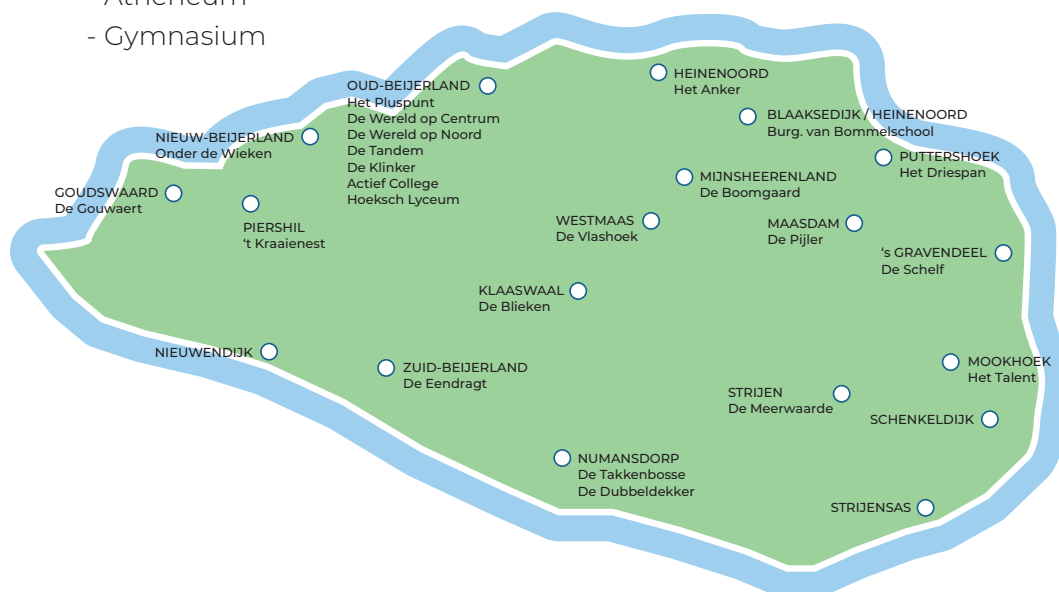 - Gymnasium
HEINENOORD
Het Anker
OUD-BEIJERLAND
Het Pluspunt
De Wereld op Centrum
De Wereld op Noord
De Tandem
De Klinker
Actief College
Hoeksch Lyceum
BLAAKSEDIJK / HEINENOORD
Burg. van Bommelschool
NIEUW-BEIJERLAND
Onder de Wieken
PUTTERSHOEK
Het Driespan
MIJNSHEERENLAND
De Boomgaard
GOUDSWAARD
De Gouwaert
PIERSHIL
‘t Kraaienest
WESTMAAS
De Vlashoek
MAASDAM
De Pijler
‘s GRAVENDEEL
De Schelf
KLAASWAAL
De Blieken
NIEUWENDIJK
ZUID-BEIJERLAND
De Eendragt
MOOKHOEK
Het Talent
STRIJEN
De Meerwaarde
SCHENKELDIJK
NUMANSDORP
De Takkenbosse
De Dubbeldekker
STRIJENSAS